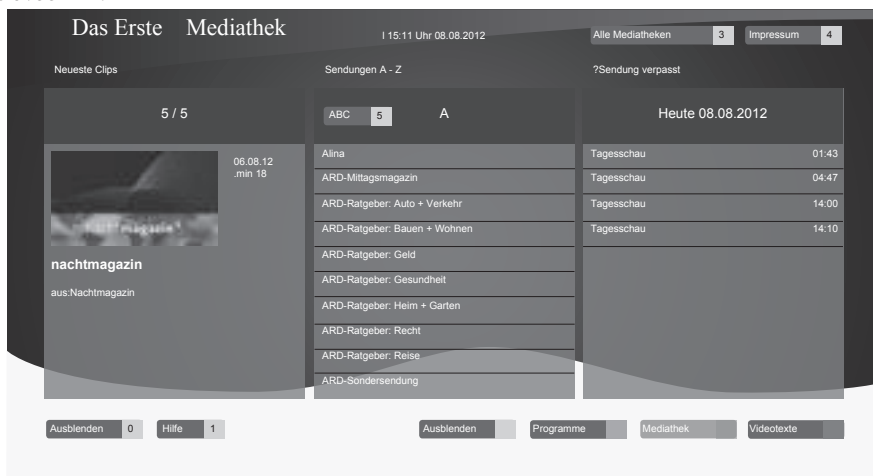 Das Erste Mediathek
I 15:11 Uhr 08.08.2012
Alle Mediatheken 3
Impressum 4
Neueste Clips
Sendungen A - Z
?Sendung verpasst
5 / 5
ABC 5 A
Heute 08.08.2012
06.08.12
.min 18
nachtmagazin
nachtmagazin
aus:Nachtmagazin
Alina
ARD-Mittagsmagazin
ARD-Ratgeber: Auto + Verkehr
ARD-Ratgeber: Bauen + Wohnen
ARD-Ratgeber: Geld
ARD-Ratgeber: Gesundheit
ARD-Ratgeber: Heim + Garten
ARD-Ratgeber: Recht
ARD-Ratgeber: Reise
ARD-Sondersendung
Tagesschau 01:43
Tagesschau 04:47
Tagesschau 14:00
Tagesschau 14:10
Ausblenden 0
Hilfe 1
Ausblenden
Programme
Mediathek
Videotexte